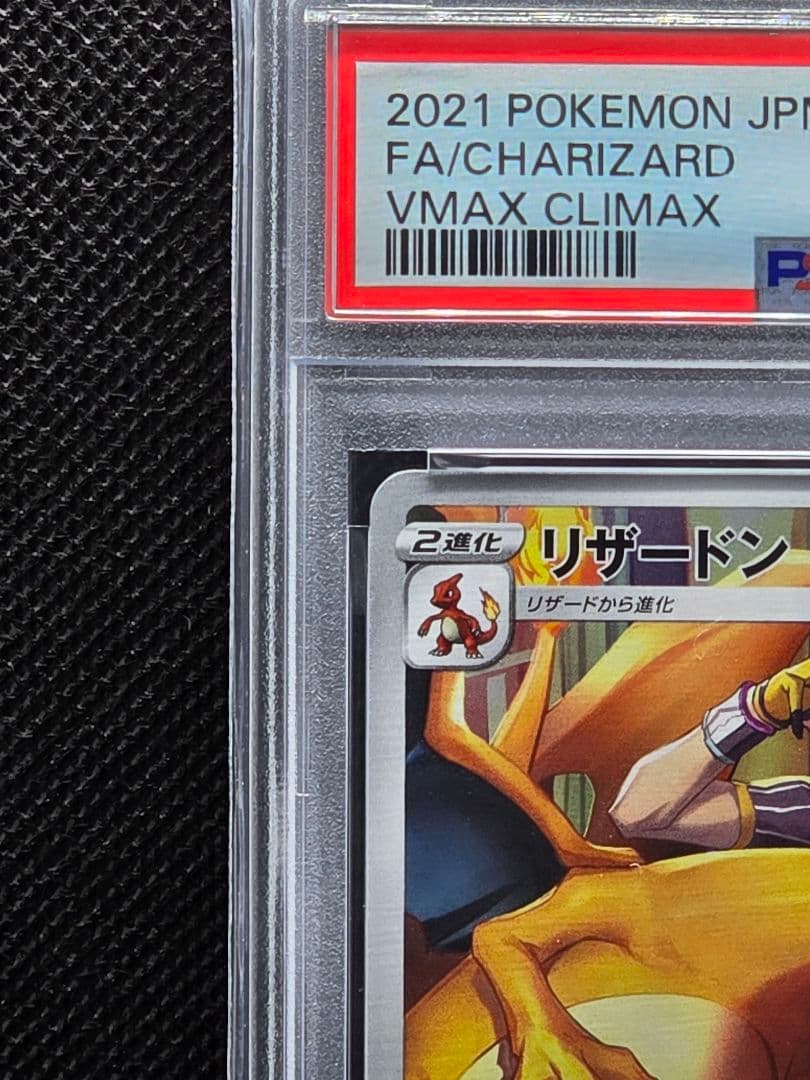 2021 POKEMON JP
FA/CHARIZARD
VMAX CLIMAX
2進化
リザードン
リザードから進化